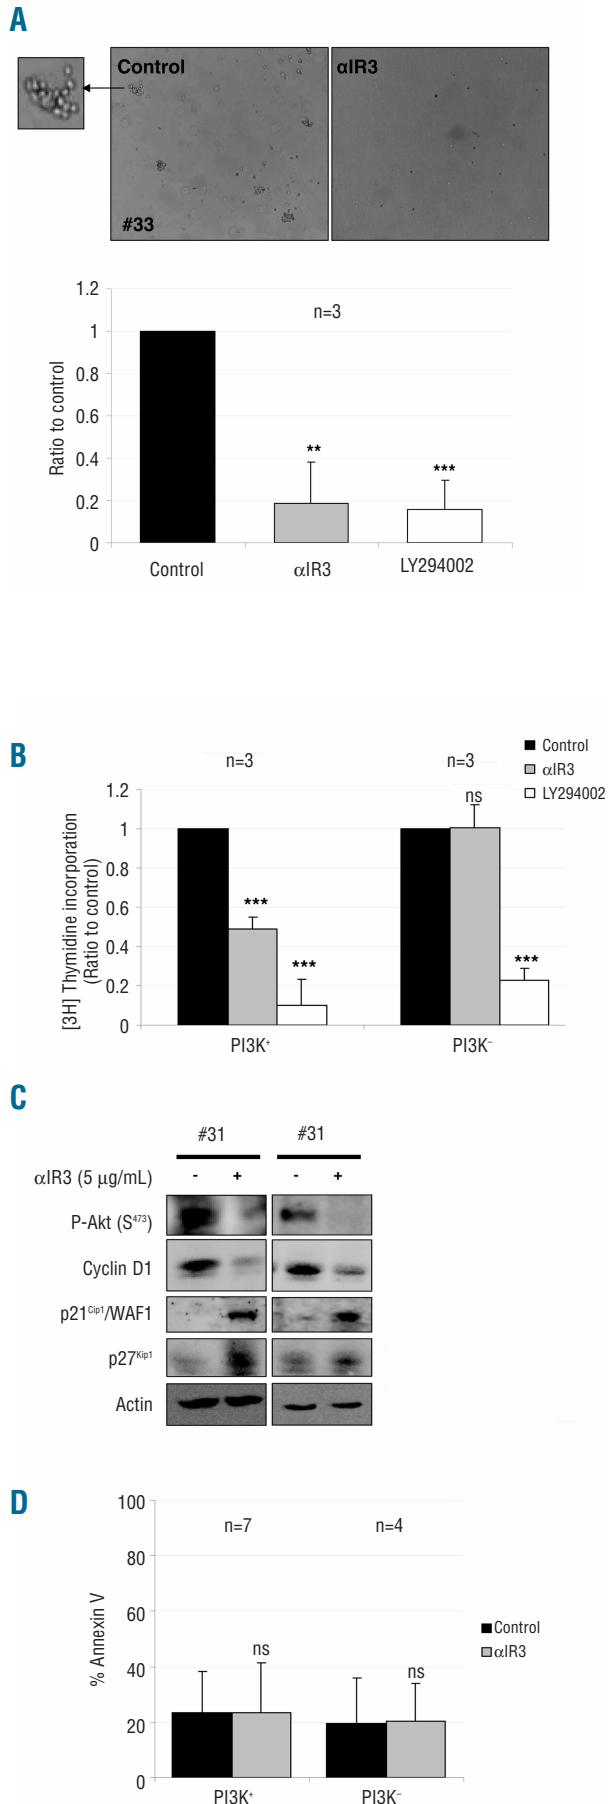 A
Control
αIR3
#33
1.2
n=3
1
0.8
0.6
0.4
0.2
0
Ratio to control
**
***
Control
αIR3
LY294002
B
n=3
n=3
Control
αIR3
LY294002
1.2
1
0.8
0.6
0.4
0.2
0
[3H] Thymidine incorporation
(Ratio to control)
***
***
ns
***
PI3K⁺
PI3K⁻
C
#31
#31
αIR3 (5 µg/mL)
-
+
-
+
P-Akt (S⁴⁷³)
Cyclin D1
p21ᶜⁱᵖ¹/WAF1
p27ᴷⁱᵖ¹
Actin
D
100
80
60
40
20
0
% Annexin V
n=7
n=4
ns
ns
Control
αIR3
PI3K⁺
PI3K⁻